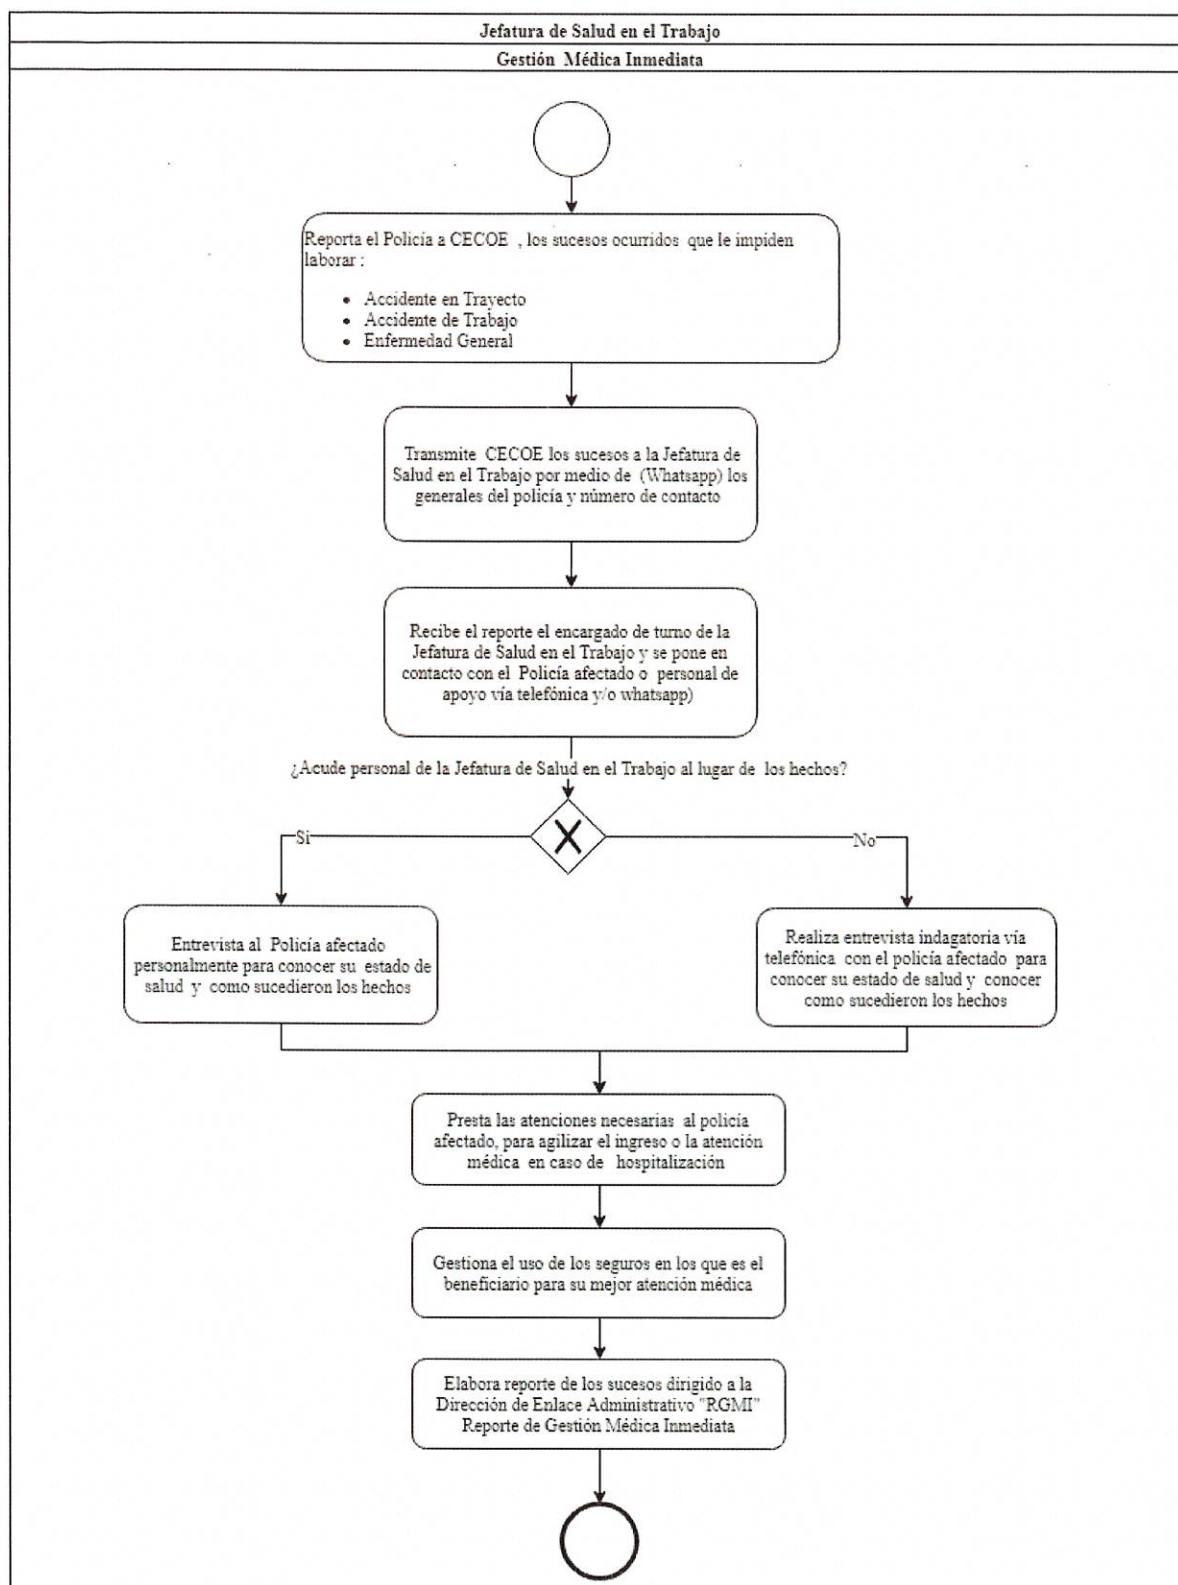 Jefatura de Salud en el Trabajo
Gestión Médica Inmediata
Reporta el Policía a CECOE , los sucesos ocurridos que le impiden
laborar :
• Accidente en Trayecto
• Accidente de Trabajo
• Enfermedad General
Transmite CECOE los sucesos a la Jefatura de
Salud en el Trabajo por medio de (Whatsapp) los
generales del policía y número de contacto
Recibe el reporte el encargado de turno de la
Jefatura de Salud en el Trabajo y se pone en
contacto con el Policía afectado o personal de
apoyo vía telefónica y/o whatsapp)
¿Acude personal de la Jefatura de Salud en el Trabajo al lugar de los hechos?
Si
No
Entrevista al Policía afectado
personalmente para conocer su estado de
salud y como sucedieron los hechos
Realiza entrevista indagatoria vía
telefónica con el policía afectado para
conocer su estado de salud y conocer
como sucedieron los hechos
Presta las atenciones necesarias al policía
afectado, para agilizar el ingreso o la atención
médica en caso de hospitalización
Gestiona el uso de los seguros en los que es el
beneficiario para su mejor atención médica
Elabora reporte de los sucesos dirigido a la
Dirección de Enlace Administrativo "RGMI"
Reporte de Gestión Médica Inmediata